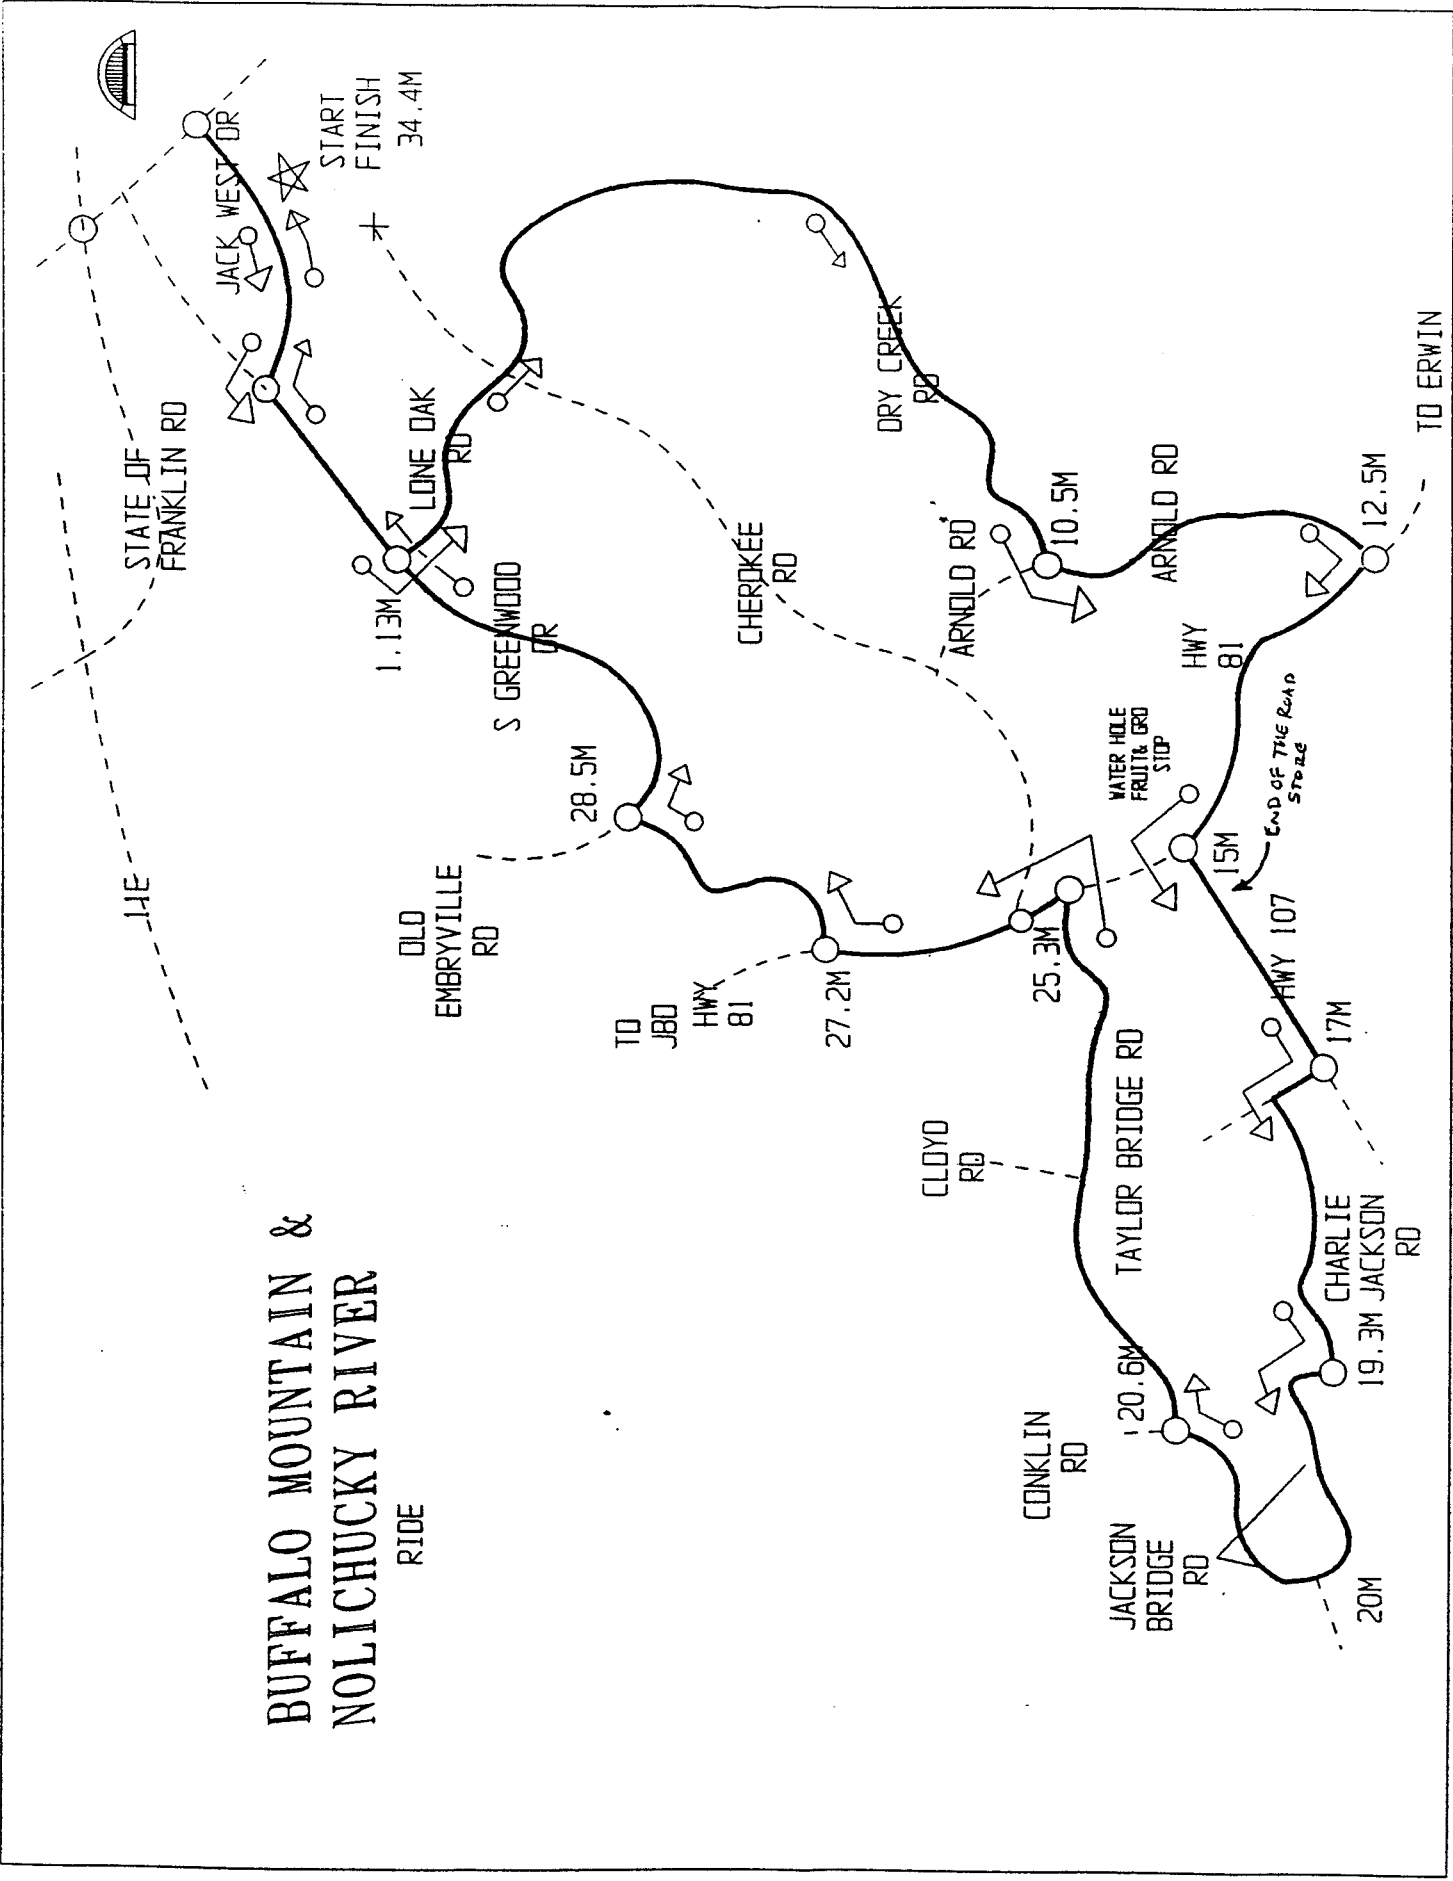 BUFFALO MOUNTAIN &
NOLICHUCKY RIVER
RIDE
11E
STATE OF
FRANKLIN RD
JACK WEST DR
START
FINISH
34.4M
LONE OAK
RD
1.13M
S GREENWOOD
DR
28.5M
OLD
EMBRYVILLE
RD
TO
JBO
HWY
81
27.2M
CHEROKEE
RD
DRY CREEK
RD
ARNOLD RD
10.5M
ARNOLD RD
12.5M
TO ERWIN
HWY
81
WATER HOLE
FRUIT& GRO
STOP
END OF THE ROAD
STORE
15M
25.3M
HWY 107
17M
CLOYD
RD
TAYLOR BRIDGE RD
CHARLIE
JACKSON
RD
19.3M
20.6M
CONKLIN
RD
JACKSON
BRIDGE
RD
20M